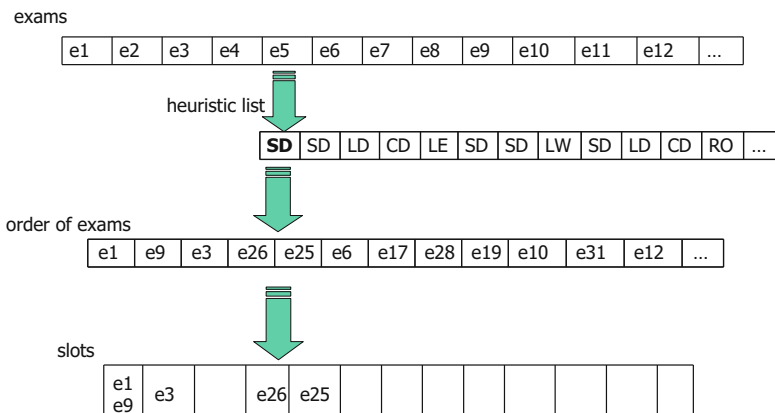 exams
e1 e2 e3 e4 e5 e6 e7 e8 e9 e10 e11 e12 ...
heuristic list
SD SD LD CD LE SD SD LW SD LD CD RO ...
order of exams
e1 e9 e3 e26 e25 e6 e17 e28 e19 e10 e31 e12 ...
slots
e1
e3 e26 e25
e9